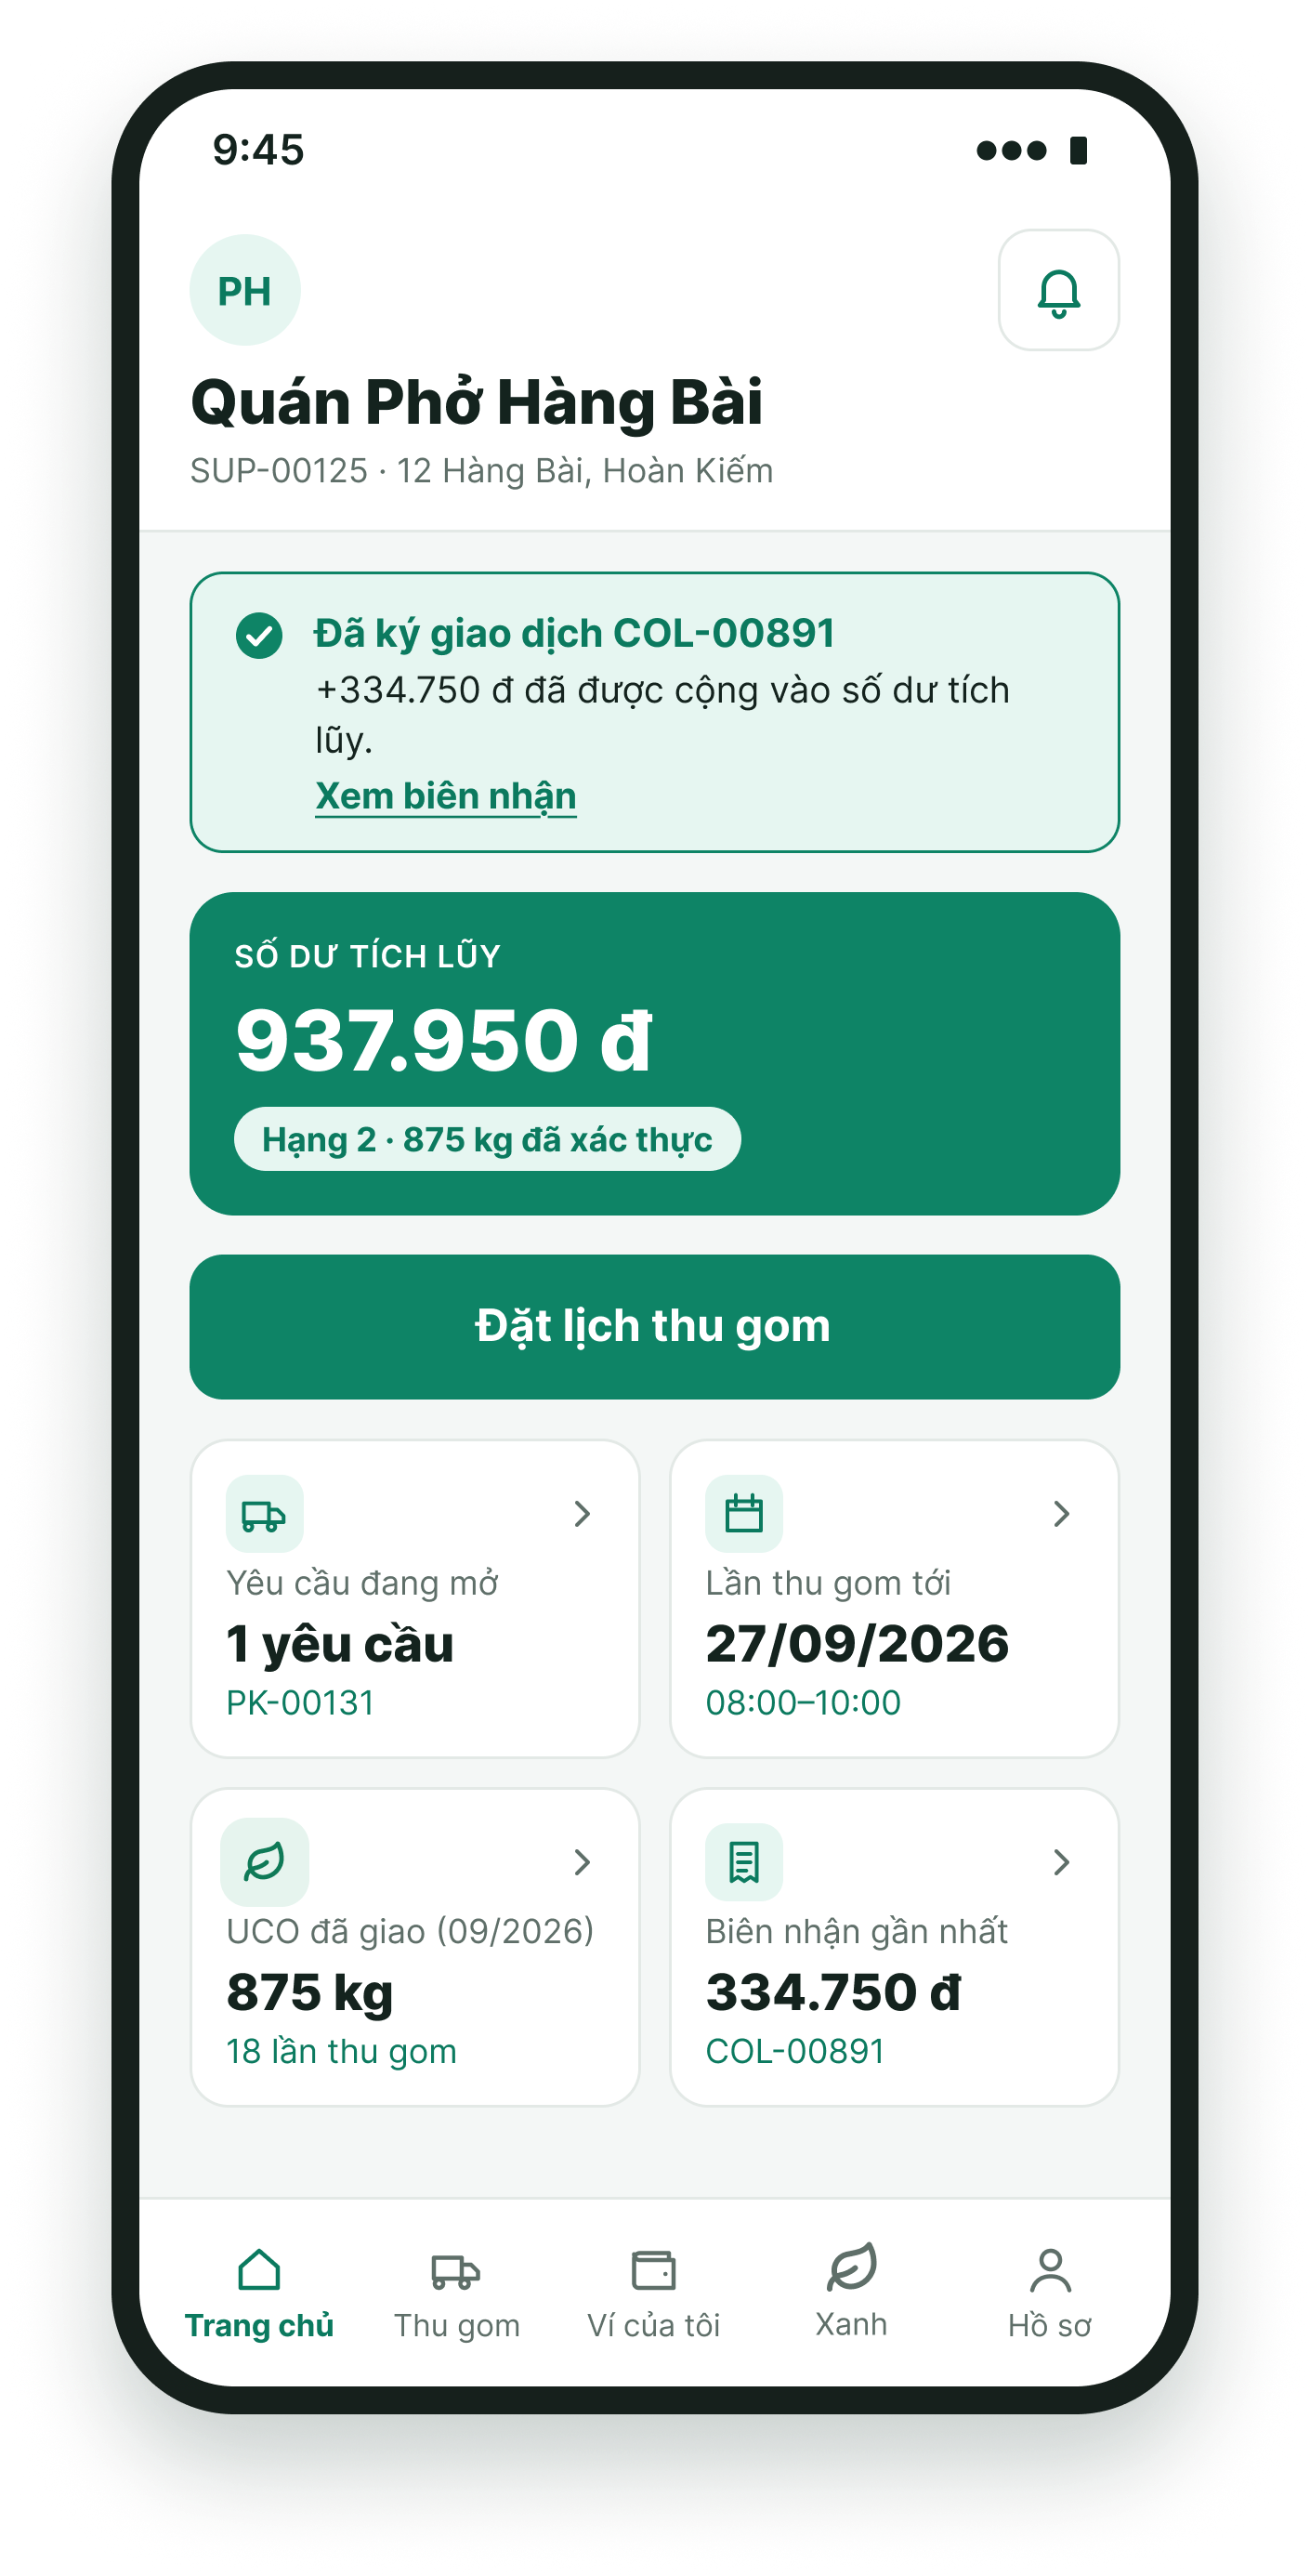 9:45
PH
Quán Phở Hàng Bài
SUP-00125 · 12 Hàng Bài, Hoàn Kiếm
Đã ký giao dịch COL-00891
+334.750 đ đã được cộng vào số dư tích
lũy.
Xem biên nhận
SỐ DƯ TÍCH LŨY
937.950 đ
Hạng 2 · 875 kg đã xác thực
Đặt lịch thu gom
Yêu cầu đang mở
1 yêu cầu
PK-00131
Lần thu gom tới
27/09/2026
08:00–10:00
UCO đã giao (09/2026)
875 kg
18 lần thu gom
Biên nhận gần nhất
334.750 đ
COL-00891
Trang chủ
Thu gom
Ví của tôi
Xanh
Hồ sơ